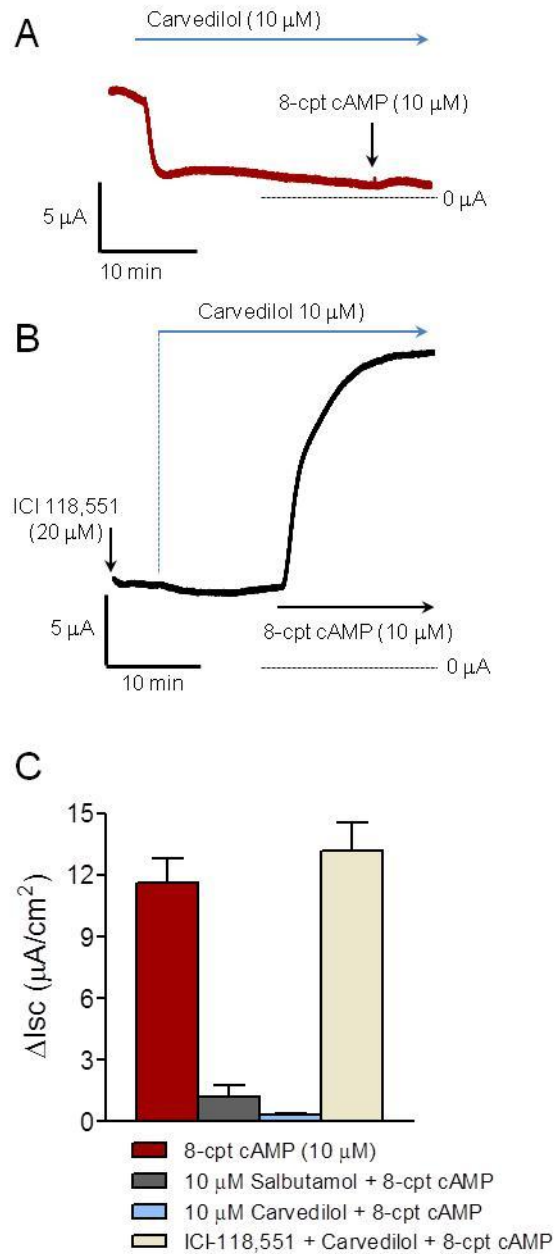 A
Carvedilol (10 μM)
8-cpt cAMP (10 μM)
0 μA
5 μA
10 min
B
Carvedilol 10 μM)
ICI 118,551
(20 μM)
5 μA
8-cpt cAMP (10 μM)
10 min
0 μA
C
15
12
9
6
3
0
ΔIsc (μA/cm²)
8-cpt cAMP (10 μM)
10 μM Salbutamol + 8-cpt cAMP
10 μM Carvedilol + 8-cpt cAMP
ICI-118,551 + Carvedilol + 8-cpt cAMP